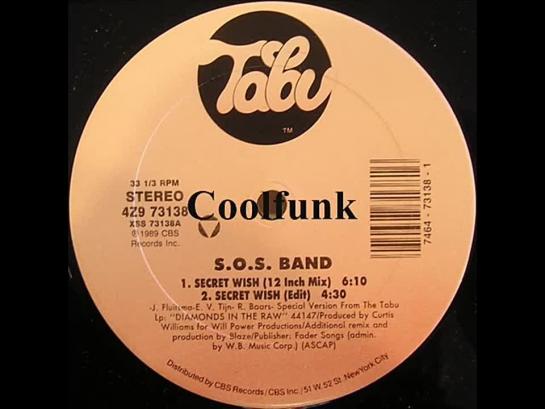 Tabu
TM
33 1/3 RPM
STEREO
4Z9 73138
XSS 73138A
℗ 1989 CBS
Records Inc.
Coolfunk
7464 - 73138 - 1
S.O.S. BAND
1. SECRET WISH (12 Inch Mix) 6:10
2. SECRET WISH (Edit) 4:30
-J. Fluitsma-E. V. Tijn- R. Baars- Special Version From The Tabu
Lp: "DIAMONDS IN THE RAW" 44147/Produced by Curtis
Williams for Will Power Productions/Additional remix and
production by Blaze/Publisher: Fader Songs (admin.
by W.B. Music Corp.) (ASCAP)
Distributed by CBS Records / CBS Inc. / 51 W. 52 St. New York City